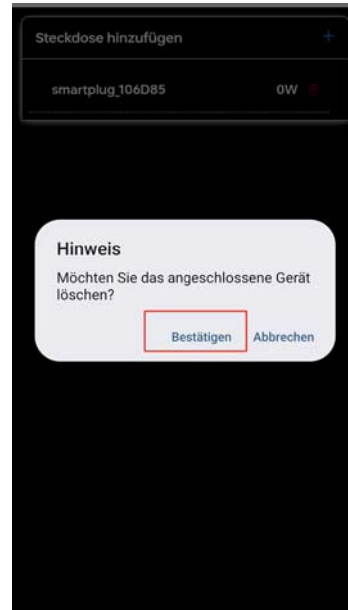 Steckdose hinzufügen +
smartplug_106D85 0W
Hinweis
Möchten Sie das angeschlossene Gerät
löschen?
Bestätigen Abbrechen